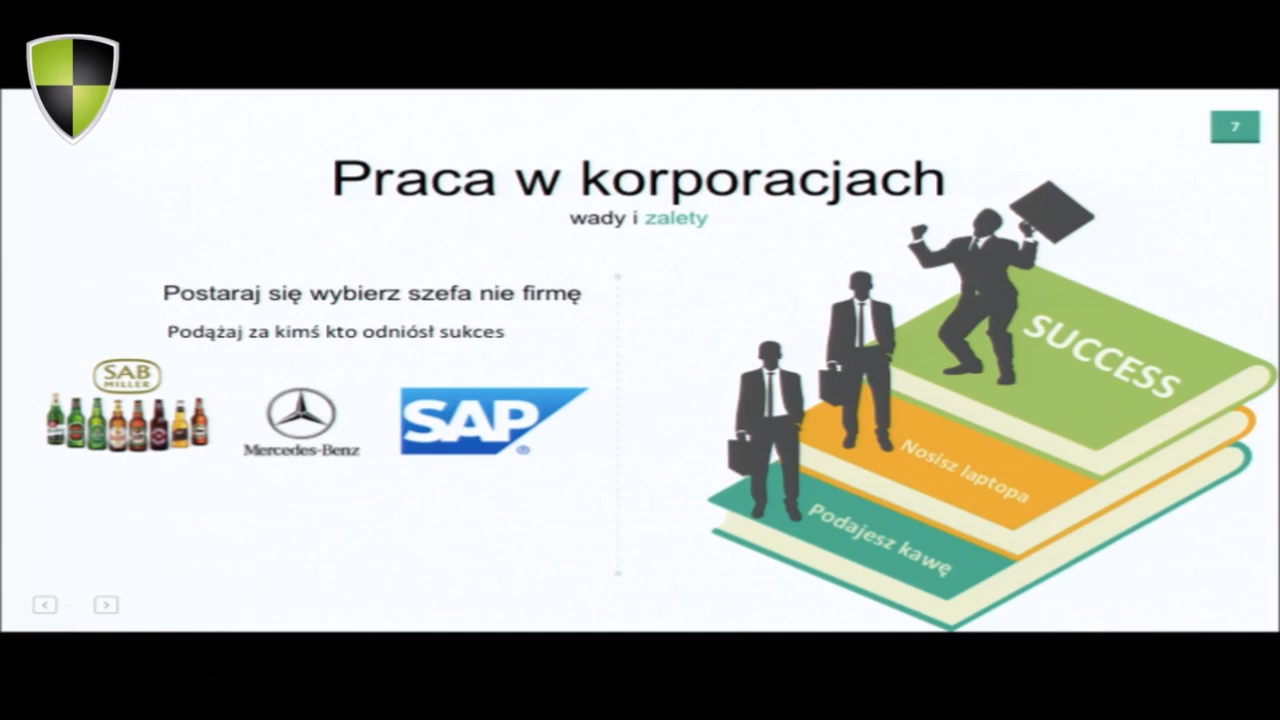 7
Praca w korporacjach
wady i zalety
Postaraj się wybierz szefa nie firmę
Podążaj za kimś kto odniósł sukces
SAB
MILLER
Mercedes-Benz
SAP®
SUCCESS
Nosisz laptopa
Podajesz kawę